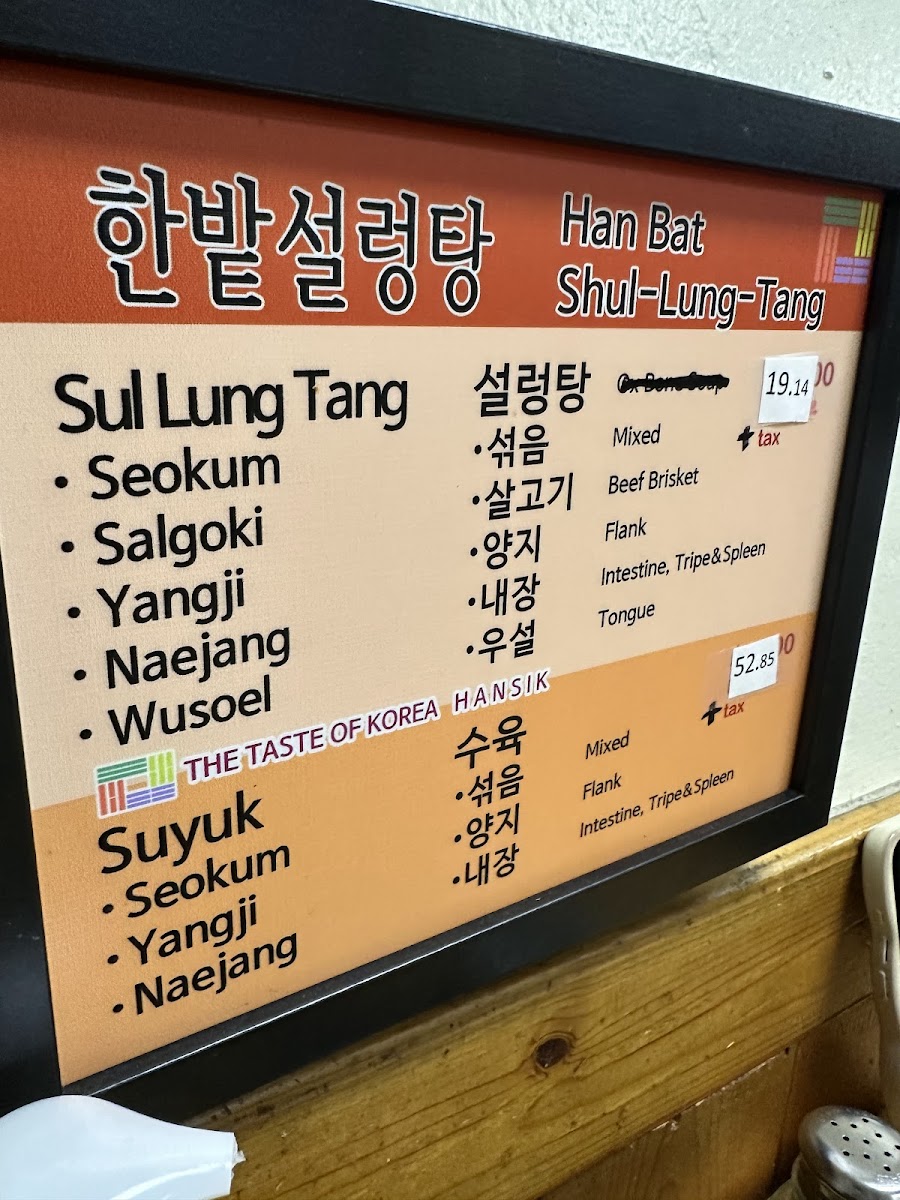 한밭설렁탕 Han Bat
Shul-Lung-Tang
Sul Lung Tang 설렁탕 Ox Bone Soup 19.14
+ tax
• Seokum •섞음 Mixed
• Salgoki •살고기 Beef Brisket
• Yangji •양지 Flank
• Naejang •내장 Intestine, Tripe&Spleen
• Wusoel •우설 Tongue
THE TASTE OF KOREA HANSIK
Suyuk 수육 52.85
+ tax
• Seokum •섞음 Mixed
• Yangji •양지 Flank
• Naejang •내장 Intestine, Tripe&Spleen